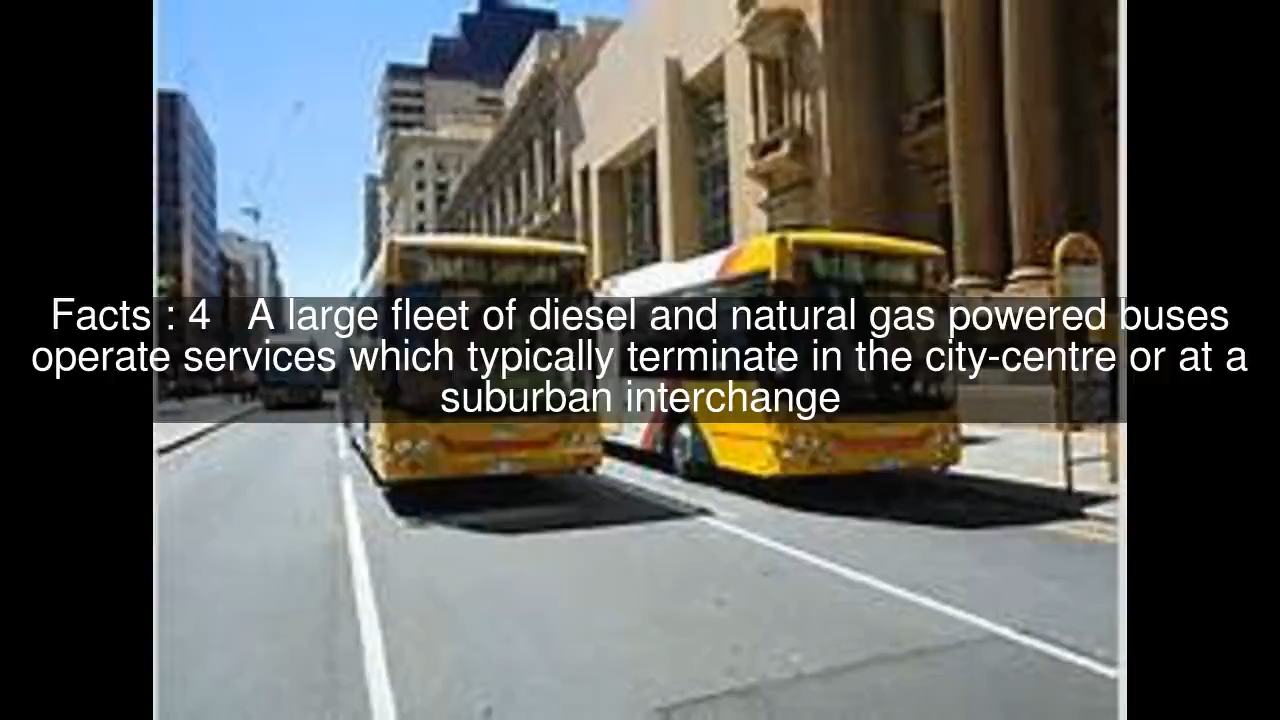 Facts : 4   A large fleet of diesel and natural gas powered buses
operate services which typically terminate in the city-centre or at a
suburban interchange